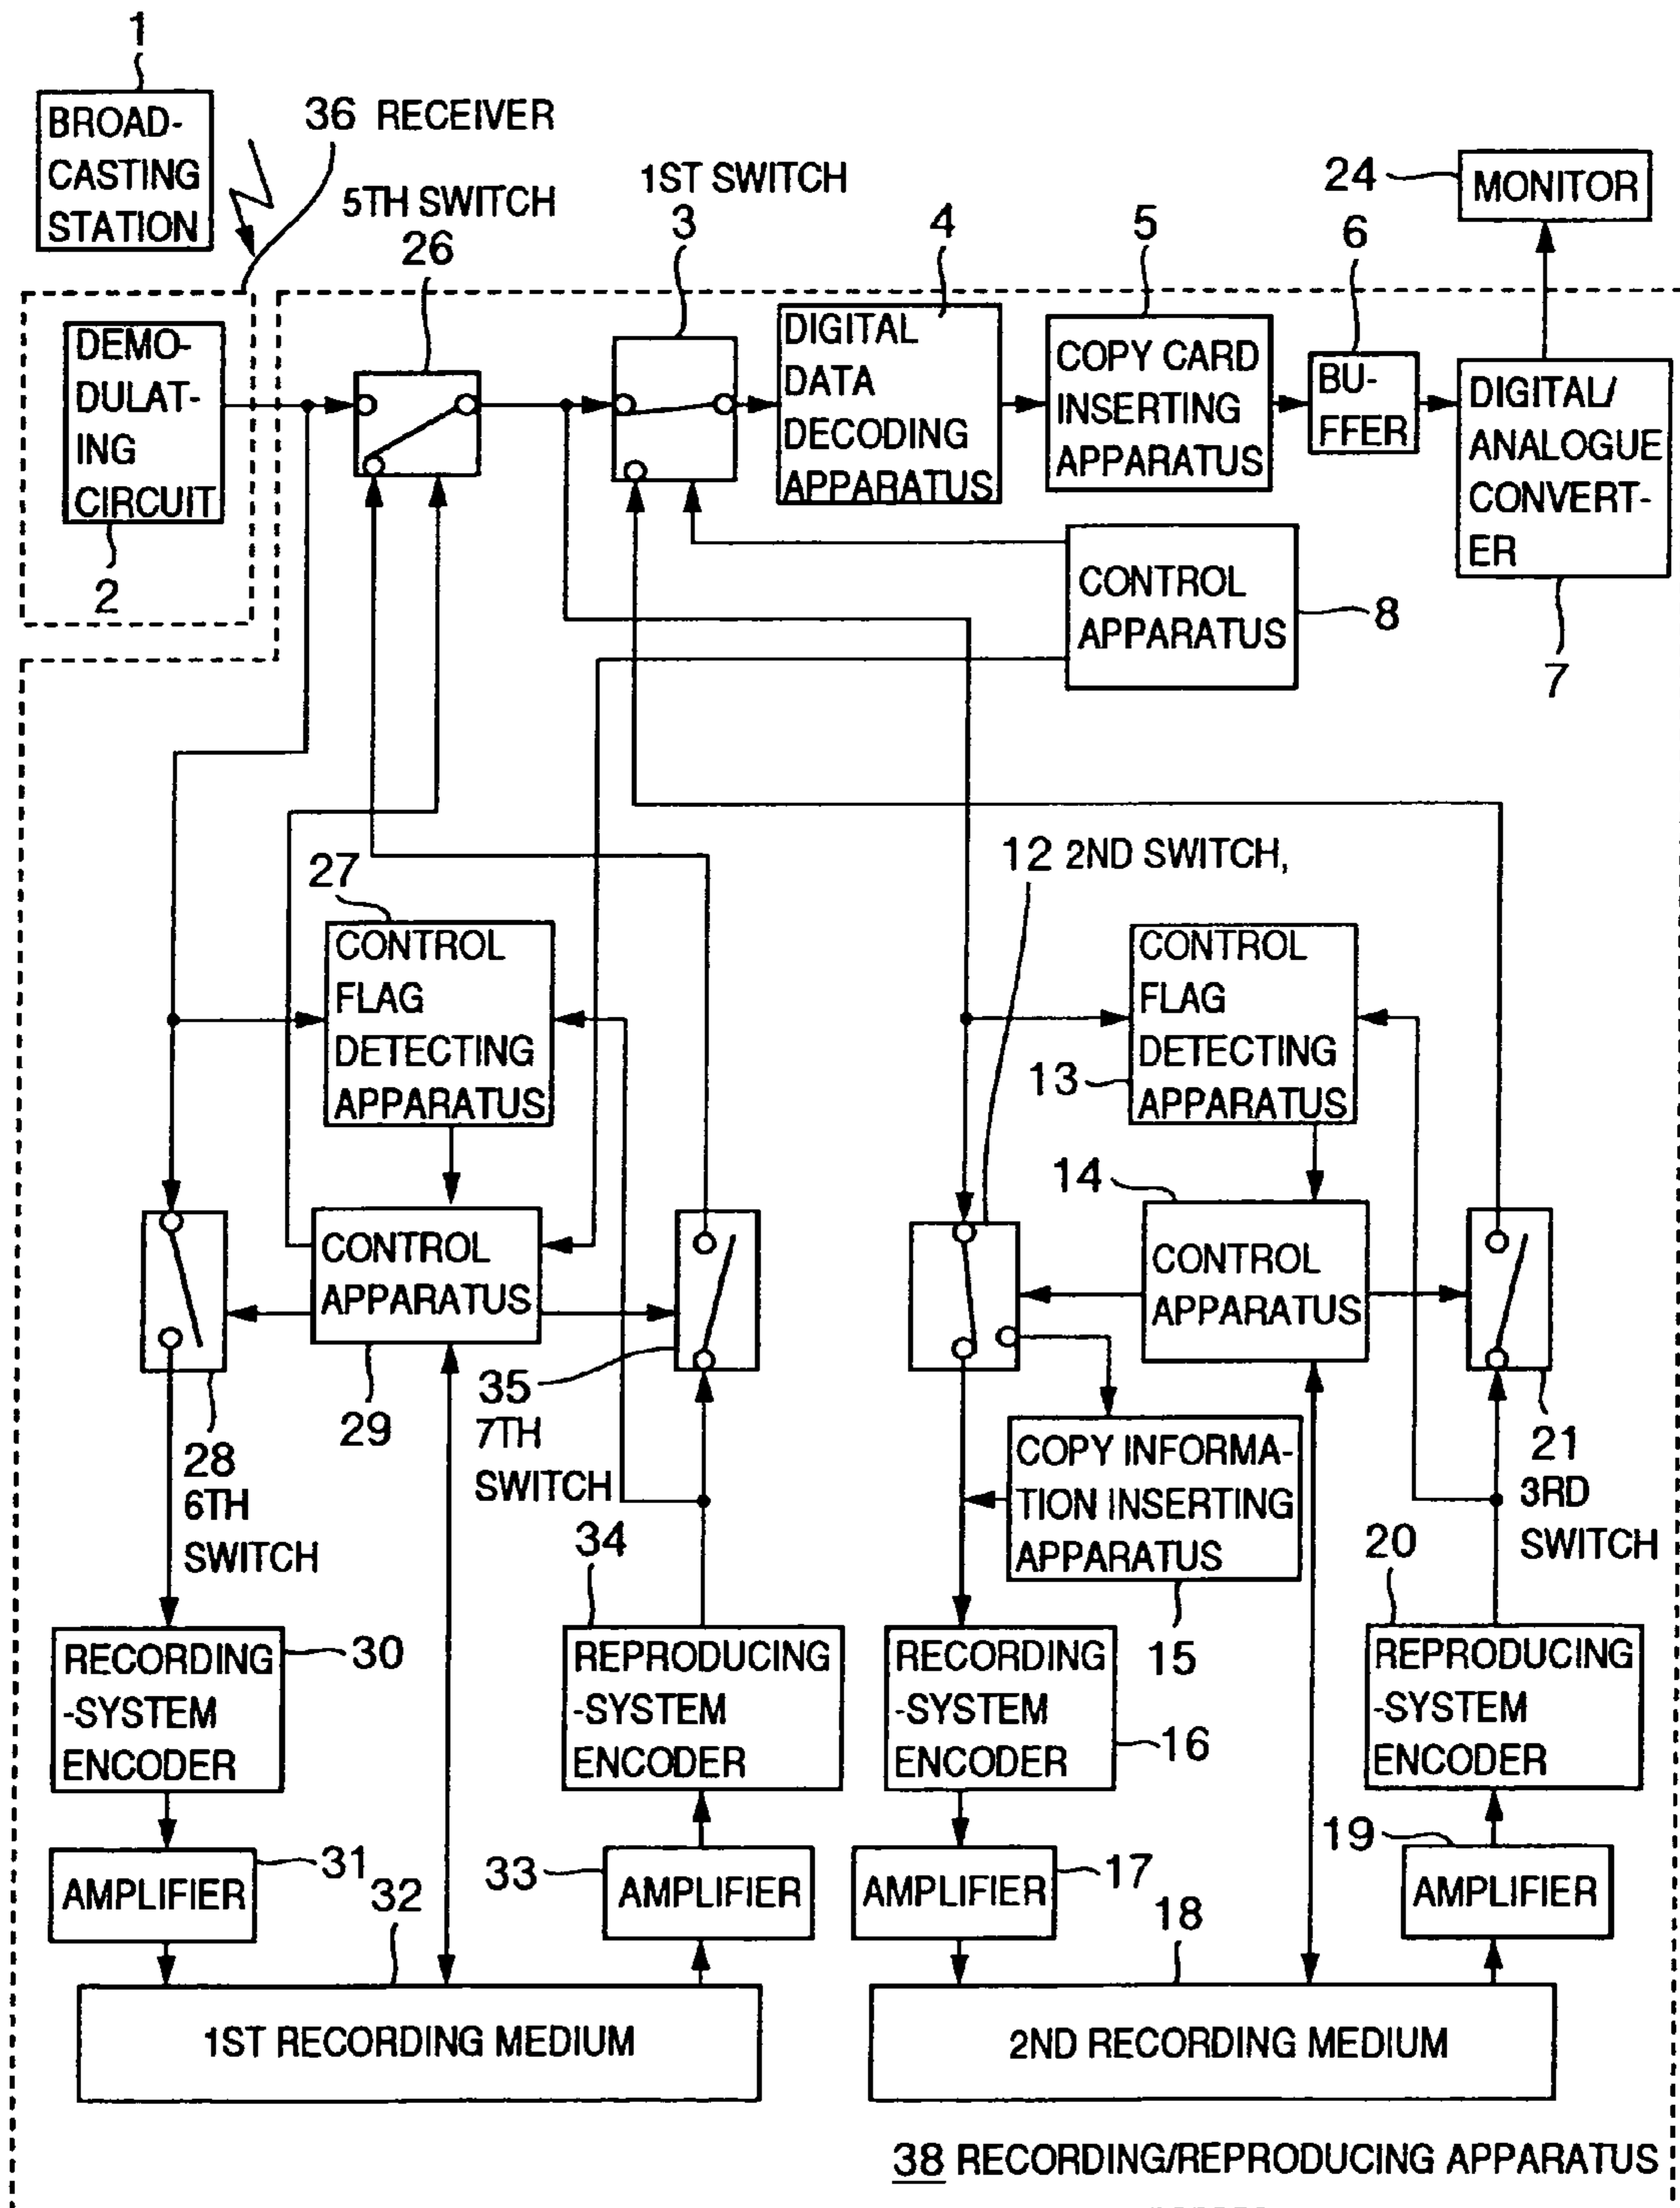 1
BROAD-
CASTING
STATION
36 RECEIVER
5TH SWITCH
26
1ST SWITCH
3
4
5
6
24
MONITOR
DEMO-
DULAT-
ING
CIRCUIT
2
DIGITAL
DATA
DECODING
APPARATUS
COPY CARD
INSERTING
APPARATUS
BU-
FFER
DIGITAL/
ANALOGUE
CONVERT-
ER
7
CONTROL
APPARATUS
8
27
CONTROL
FLAG
DETECTING
APPARATUS
12 2ND SWITCH,
CONTROL
FLAG
DETECTING
APPARATUS
13
14
CONTROL
APPARATUS
29
CONTROL
APPARATUS
28
6TH
SWITCH
35
7TH
SWITCH
COPY INFORMA-
TION INSERTING
APPARATUS
15
21
3RD
SWITCH
34
20
RECORDING
-SYSTEM
ENCODER
30
REPRODUCING
-SYSTEM
ENCODER
RECORDING
-SYSTEM
ENCODER
16
REPRODUCING
-SYSTEM
ENCODER
AMPLIFIER
31
32
33
AMPLIFIER
AMPLIFIER
17
18
19
AMPLIFIER
1ST RECORDING MEDIUM
2ND RECORDING MEDIUM
38 RECORDING/REPRODUCING APPARATUS